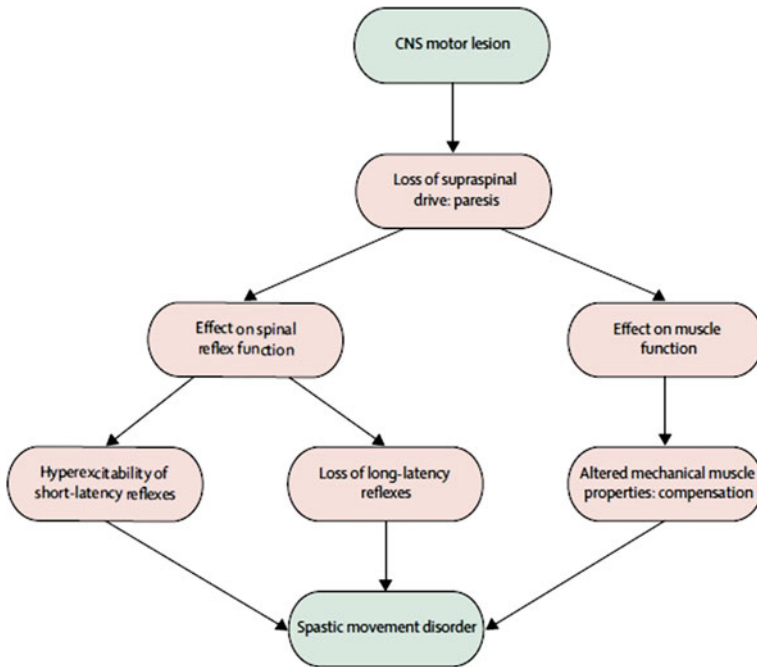 CNS motor lesion
Loss of supraspinal
drive: paresis
Effect on spinal
reflex function
Effect on muscle
function
Hyperexcitability of
short-latency reflexes
Loss of long-latency
reflexes
Altered mechanical muscle
properties: compensation
Spastic movement disorder